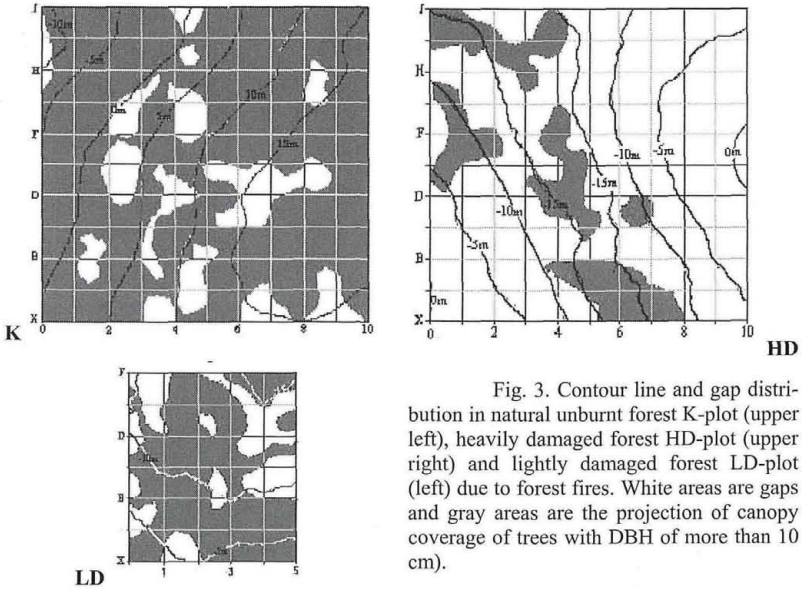 I
-10m
-5m
H
0m
5m
10m
F
15m
D
B
X
0 2 4 6 8 10
K
I
H
F
-10m
-5m
0m
D
-15m
-15m
-10m
-5m
B
0m
X
0 2 4 6 8 10
HD
F
D
-10m
B
X
-5m
1 3 5
LD
Fig. 3. Contour line and gap distri-
bution in natural unburnt forest K-plot (upper
left), heavily damaged forest HD-plot (upper
right) and lightly damaged forest LD-plot
(left) due to forest fires. White areas are gaps
and gray areas are the projection of canopy
coverage of trees with DBH of more than 10
cm).